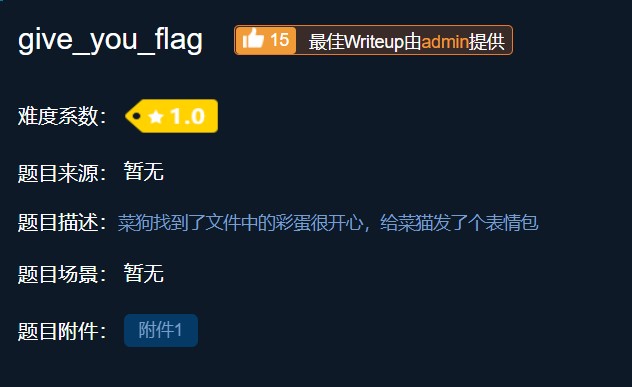 give_you_flag 15 最佳Writeup由admin提供
难度系数： 1.0
题目来源： 暂无
题目描述：菜狗找到了文件中的彩蛋很开心，给菜猫发了个表情包
题目场景： 暂无
题目附件： 附件1